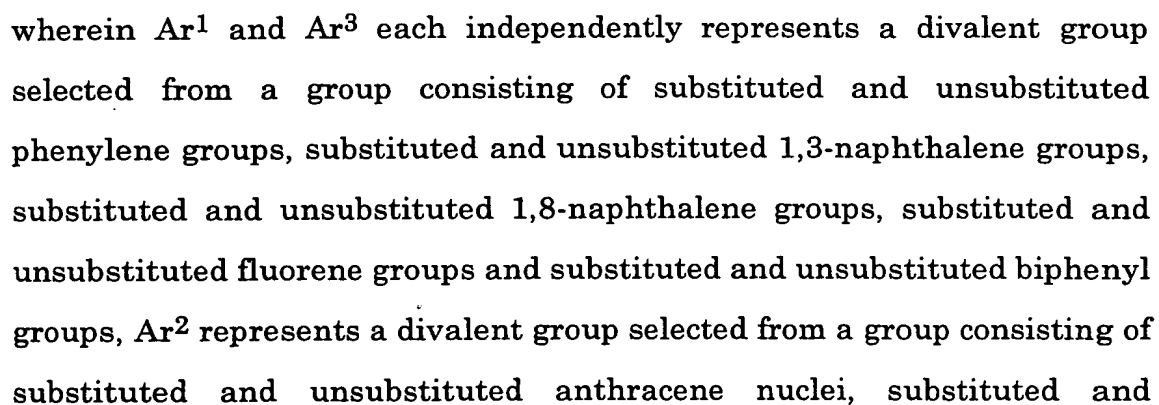 wherein Ar¹ and Ar³ each independently represents a divalent group
selected from a group consisting of substituted and unsubstituted
phenylene groups, substituted and unsubstituted 1,3-naphthalene groups,
substituted and unsubstituted 1,8-naphthalene groups, substituted and
unsubstituted fluorene groups and substituted and unsubstituted biphenyl
groups, Ar² represents a divalent group selected from a group consisting of
substituted and unsubstituted anthracene nuclei, substituted and